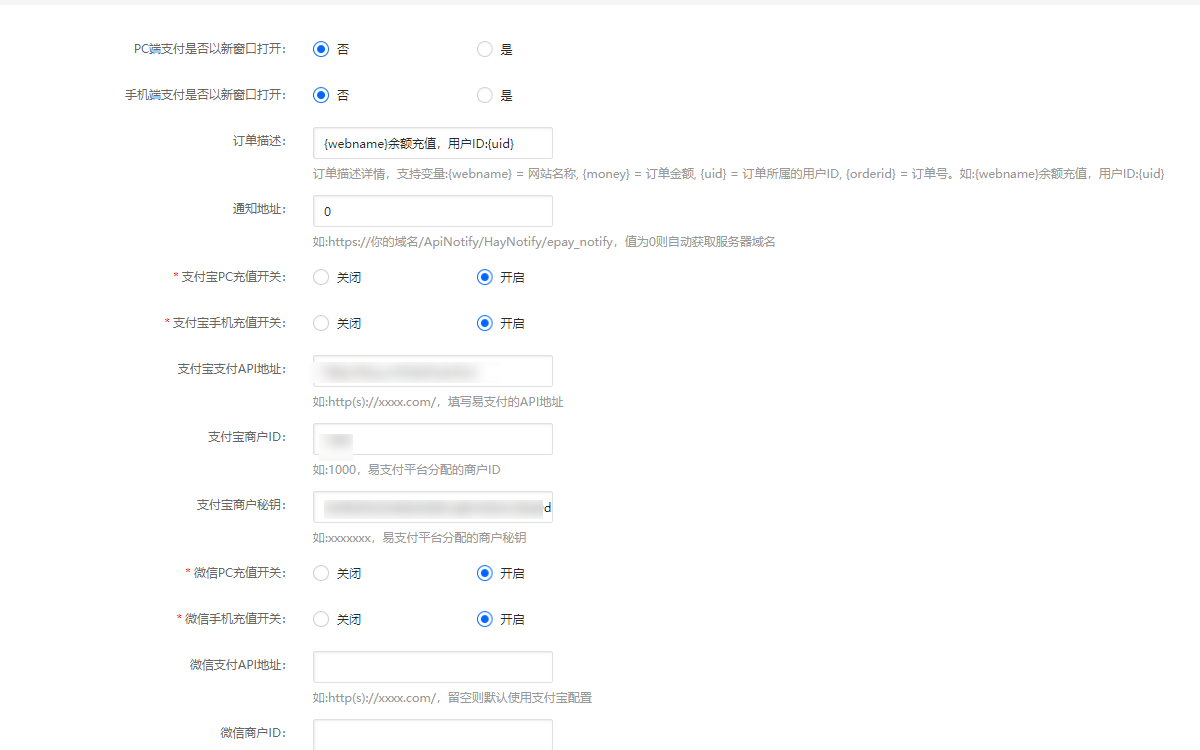 PC端支付是否以新窗口打开: 否 是
手机端支付是否以新窗口打开: 否 是
订单描述: {webname}余额充值，用户ID:{uid}
订单描述详情，支持变量:{webname} = 网站名称, {money} = 订单金额, {uid} = 订单所属的用户ID, {orderid} = 订单号。如:{webname}余额充值，用户ID:{uid}
通知地址: 0
如:https://你的域名/ApiNotify/HayNotify/epay_notify，值为0则自动获取服务器域名
* 支付宝PC充值开关: 关闭 开启
* 支付宝手机充值开关: 关闭 开启
支付宝支付API地址:
如:http(s)://xxxx.com/，填写易支付的API地址
支付宝商户ID:
如:1000，易支付平台分配的商户ID
支付宝商户秘钥: d
如:xxxxxxx，易支付平台分配的商户秘钥
* 微信PC充值开关: 关闭 开启
* 微信手机充值开关: 关闭 开启
微信支付API地址:
如:http(s)://xxxx.com/，留空则默认使用支付宝配置
微信商户ID: